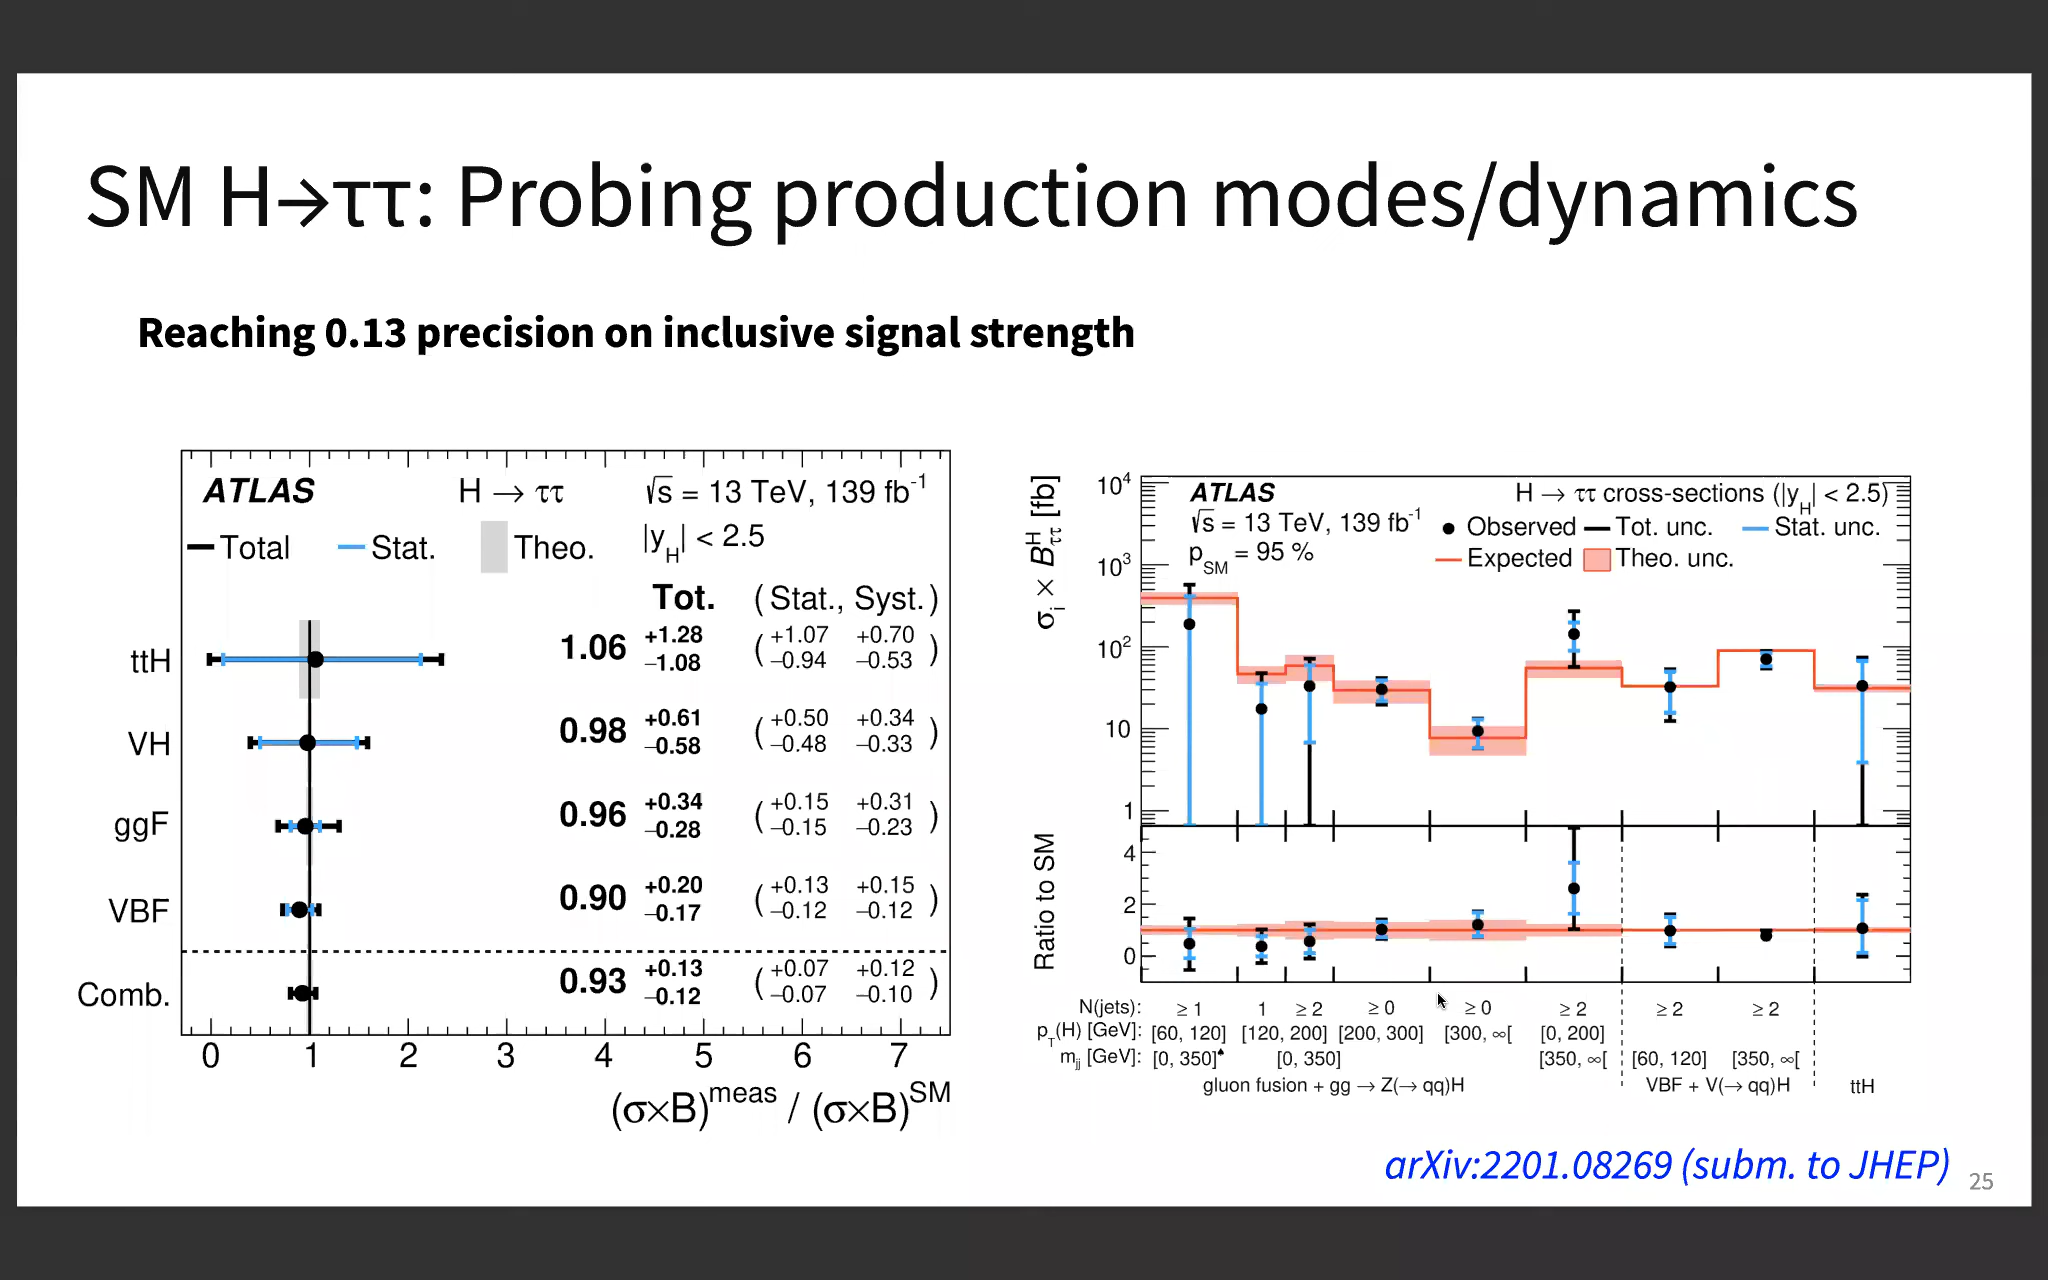 SM H→ττ: Probing production modes/dynamics
Reaching 0.13 precision on inclusive signal strength
ATLAS H → ττ √s = 13 TeV, 139 fb⁻¹
Total Stat. Theo. |y_H| < 2.5
Tot. ( Stat., Syst. )
ttH 1.06 +1.28 −1.08 ( +1.07 −0.94 +0.70 −0.53 )
VH 0.98 +0.61 −0.58 ( +0.50 −0.48 +0.34 −0.33 )
ggF 0.96 +0.34 −0.28 ( +0.15 −0.15 +0.31 −0.23 )
VBF 0.90 +0.20 −0.17 ( +0.13 −0.12 +0.15 −0.12 )
Comb. 0.93 +0.13 −0.12 ( +0.07 −0.07 +0.12 −0.10 )
0 1 2 3 4 5 6 7
(σ×B)^meas / (σ×B)^SM
σ_i × B^H_ττ [fb]
10⁴
10³
10²
10
1
ATLAS H → ττ cross-sections (|y_H| < 2.5)
√s = 13 TeV, 139 fb⁻¹ Observed Tot. unc. Stat. unc.
p_SM = 95 % Expected Theo. unc.
Ratio to SM
4
2
0
N(jets): ≥ 1 1 ≥ 2 ≥ 0 ≥ 0 ≥ 2 ≥ 2 ≥ 2
p_T(H) [GeV]: [60, 120] [120, 200] [200, 300] [300, ∞[ [0, 200]
m_jj [GeV]: [0, 350]♠ [0, 350] [350, ∞[ [60, 120] [350, ∞[
gluon fusion + gg → Z(→ qq)H VBF + V(→ qq)H ttH
arXiv:2201.08269 (subm. to JHEP)
25